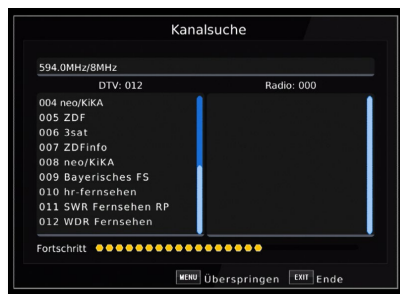 Kanalsuche
594.0MHz/8MHz
DTV: 012
Radio: 000
004 neo/KiKA
005 ZDF
006 3sat
007 ZDFinfo
008 neo/KiKA
009 Bayerisches FS
010 hr-fernsehen
011 SWR Fernsehen RP
012 WDR Fernsehen
Fortschritt
MENU Überspringen EXIT Ende